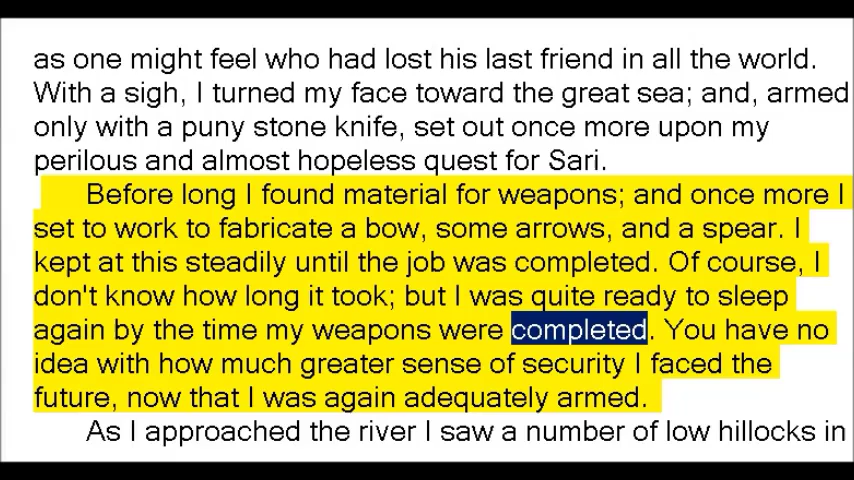 as one might feel who had lost his last friend in all the world.
With a sigh, I turned my face toward the great sea; and, armed
only with a puny stone knife, set out once more upon my
perilous and almost hopeless quest for Sari.
Before long I found material for weapons; and once more I
set to work to fabricate a bow, some arrows, and a spear. I
kept at this steadily until the job was completed. Of course, I
don't know how long it took; but I was quite ready to sleep
again by the time my weapons were completed. You have no
idea with how much greater sense of security I faced the
future, now that I was again adequately armed.
As I approached the river I saw a number of low hillocks in